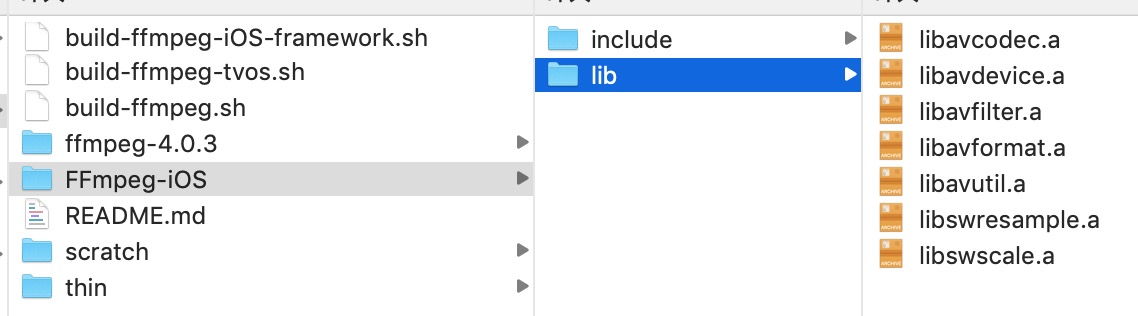 build-ffmpeg-iOS-framework.sh
build-ffmpeg-tvos.sh
build-ffmpeg.sh
ffmpeg-4.0.3
FFmpeg-iOS
README.md
scratch
thin
include
lib
libavcodec.a
libavdevice.a
libavfilter.a
libavformat.a
libavutil.a
libswresample.a
libswscale.a